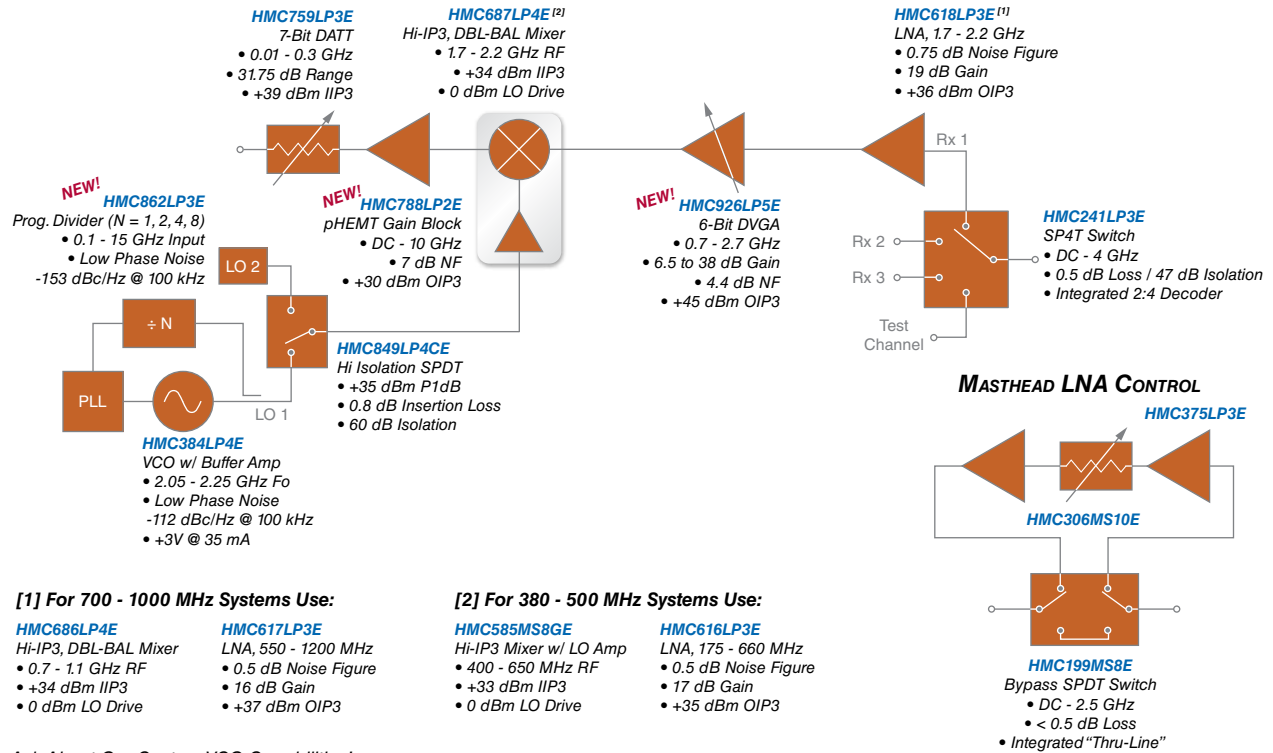 HMC759LP3E
7-Bit DATT
• 0.01 - 0.3 GHz
• 31.75 dB Range
• +39 dBm IIP3
HMC687LP4E [2]
Hi-IP3, DBL-BAL Mixer
• 1.7 - 2.2 GHz RF
• +34 dBm IIP3
• 0 dBm LO Drive
HMC618LP3E [1]
LNA, 1.7 - 2.2 GHz
• 0.75 dB Noise Figure
• 19 dB Gain
• +36 dBm OIP3
Rx 1
NEW!
HMC862LP3E
Prog. Divider (N = 1, 2, 4, 8)
• 0.1 - 15 GHz Input
• Low Phase Noise
-153 dBc/Hz @ 100 kHz
NEW!
HMC788LP2E
pHEMT Gain Block
• DC - 10 GHz
• 7 dB NF
• +30 dBm OIP3
NEW!
HMC926LP5E
6-Bit DVGA
• 0.7 - 2.7 GHz
• 6.5 to 38 dB Gain
• 4.4 dB NF
• +45 dBm OIP3
Rx 2
Rx 3
Test
Channel
HMC241LP3E
SP4T Switch
• DC - 4 GHz
• 0.5 dB Loss / 47 dB Isolation
• Integrated 2:4 Decoder
LO 2
÷ N
PLL
LO 1
HMC849LP4CE
Hi Isolation SPDT
• +35 dBm P1dB
• 0.8 dB Insertion Loss
• 60 dB Isolation
HMC384LP4E
VCO w/ Buffer Amp
• 2.05 - 2.25 GHz Fo
• Low Phase Noise
-112 dBc/Hz @ 100 kHz
• +3V @ 35 mA
MASTHEAD LNA CONTROL
HMC375LP3E
HMC306MS10E
HMC199MS8E
Bypass SPDT Switch
• DC - 2.5 GHz
• < 0.5 dB Loss
• Integrated "Thru-Line"
[1] For 700 - 1000 MHz Systems Use:
HMC686LP4E
Hi-IP3, DBL-BAL Mixer
• 0.7 - 1.1 GHz RF
• +34 dBm IIP3
• 0 dBm LO Drive
HMC617LP3E
LNA, 550 - 1200 MHz
• 0.5 dB Noise Figure
• 16 dB Gain
• +37 dBm OIP3
[2] For 380 - 500 MHz Systems Use:
HMC585MS8GE
Hi-IP3 Mixer w/ LO Amp
• 400 - 650 MHz RF
• +33 dBm IIP3
• 0 dBm LO Drive
HMC616LP3E
LNA, 175 - 660 MHz
• 0.5 dB Noise Figure
• 17 dB Gain
• +35 dBm OIP3